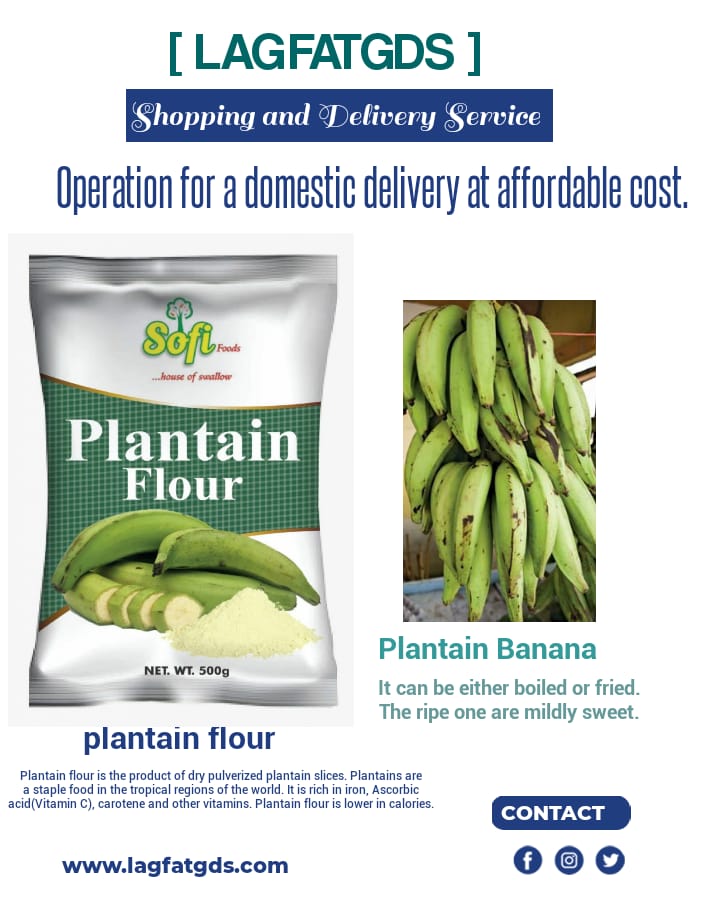 [ LAGFATGDS ]
Shopping and Delivery Service
Operation for a domestic delivery at affordable cost.
Sofi Foods
...house of swallow
Plantain
Flour
NET. WT. 500g
plantain flour
Plantain Banana
It can be either boiled or fried.
The ripe one are mildly sweet.
Plantain flour is the product of dry pulverized plantain slices. Plantains are
a staple food in the tropical regions of the world. It is rich in iron, Ascorbic
acid(Vitamin C), carotene and other vitamins. Plantain flour is lower in calories.
CONTACT
www.lagfatgds.com